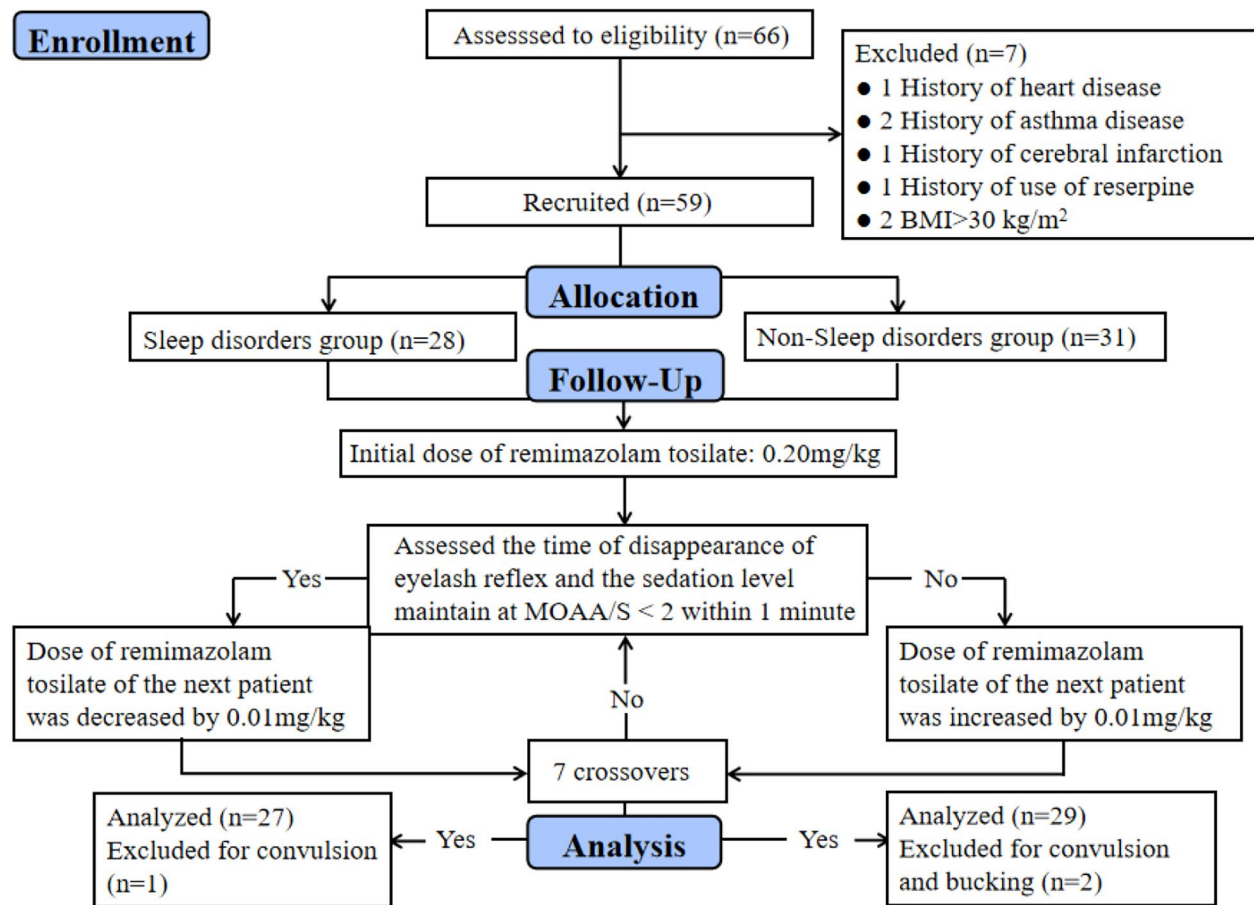 Enrollment
Assesssed to eligibility (n=66)
Excluded (n=7)
● 1 History of heart disease
● 2 History of asthma disease
● 1 History of cerebral infarction
● 1 History of use of reserpine
● 2 BMI>30 kg/m²
Recruited (n=59)
Allocation
Sleep disorders group (n=28)
Non-Sleep disorders group (n=31)
Follow-Up
Initial dose of remimazolam tosilate: 0.20mg/kg
Assessed the time of disappearance of
eyelash reflex and the sedation level
maintain at MOAA/S < 2 within 1 minute
Yes
No
Dose of remimazolam
tosilate of the next patient
was decreased by 0.01mg/kg
Dose of remimazolam
tosilate of the next patient
was increased by 0.01mg/kg
No
7 crossovers
Analyzed (n=27)
Excluded for convulsion
(n=1)
Yes
Analysis
Yes
Analyzed (n=29)
Excluded for convulsion
and bucking (n=2)